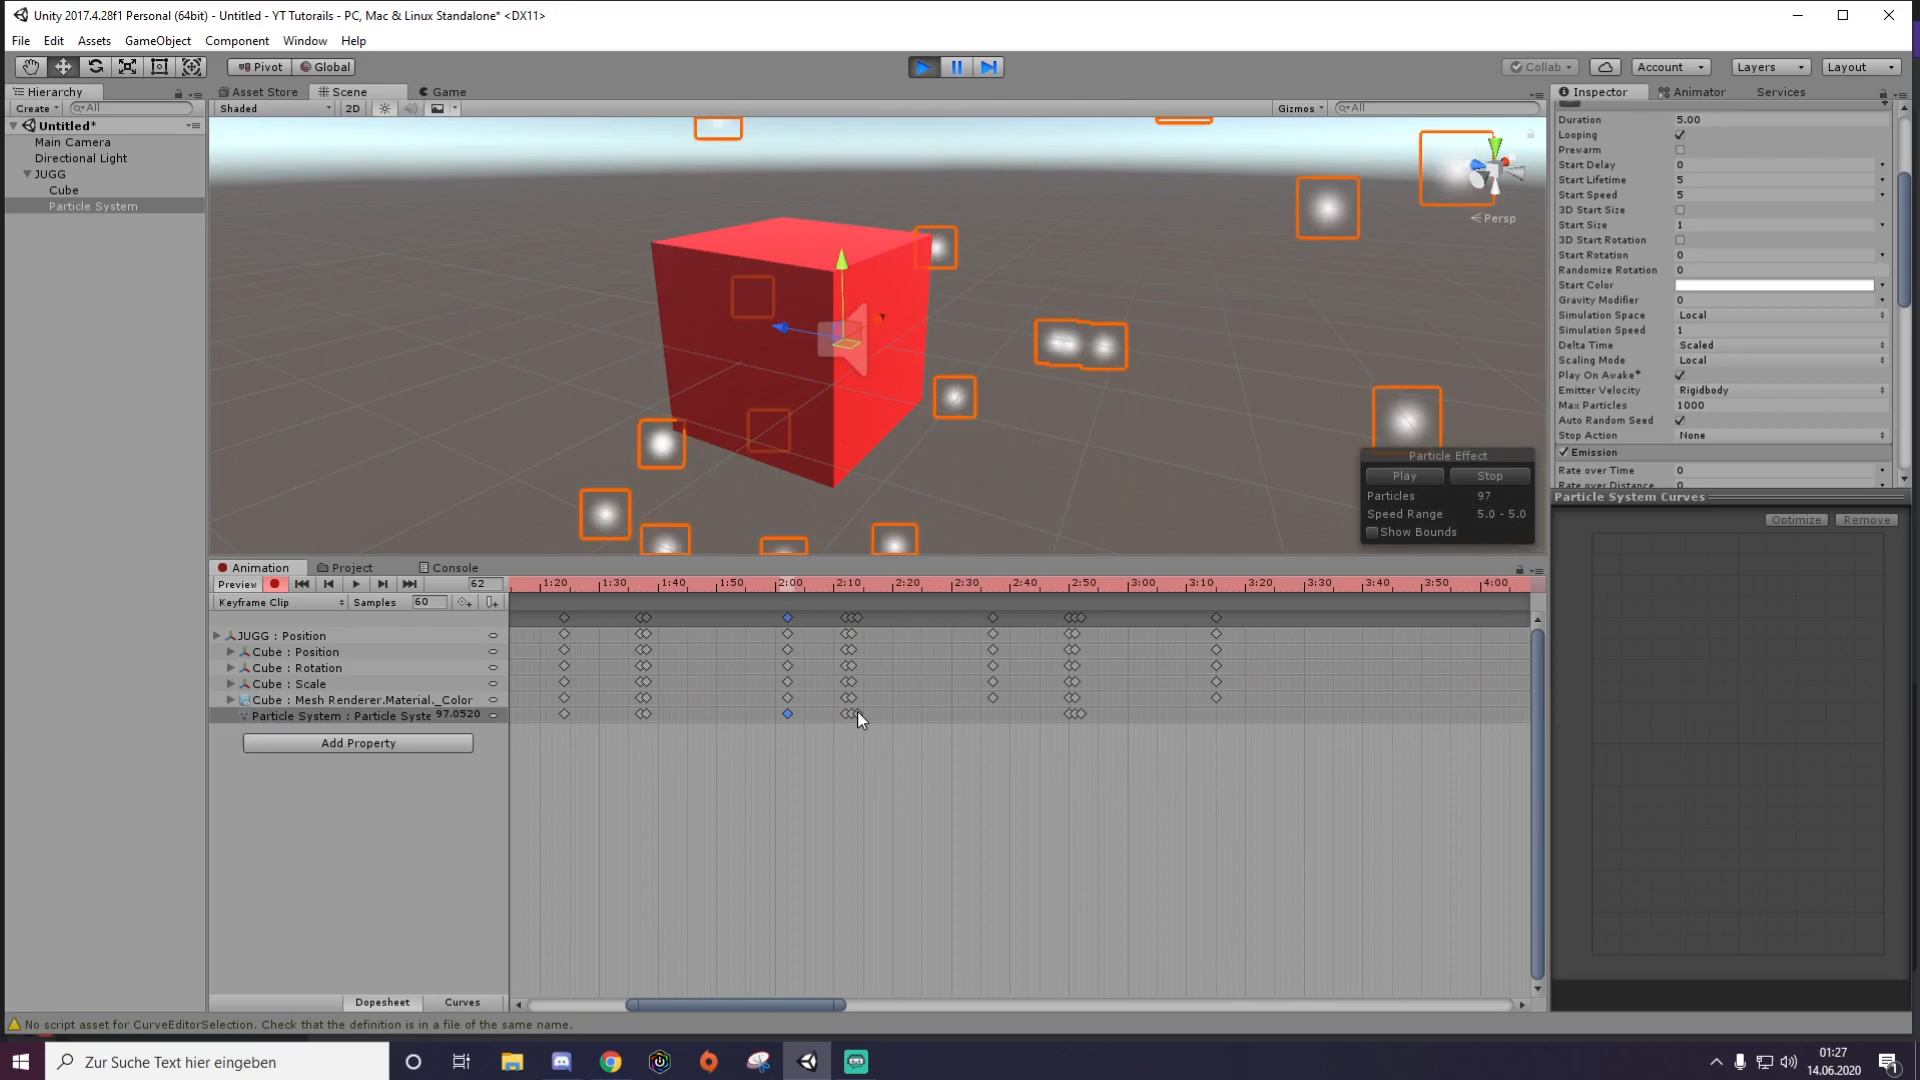 Unity 2017.4.28f1 Personal (64bit) - Untitled - YT Tutorails - PC, Mac & Linux Standalone* <DX11>
File Edit Assets GameObject Component Window Help
Pivot Global Collab Account Layers Layout
Hierarchy Asset Store Scene Game Inspector Animator Services
Create All Shaded 2D Gizmos All
Untitled*
Main Camera
Directional Light
JUGG
Cube
Particle System
Persp
Particle Effect
Play Stop
Particles 97
Speed Range 5.0 - 5.0
Show Bounds
Duration 5.00
Looping
Prewarm
Start Delay 0
Start Lifetime 5
Start Speed 5
3D Start Size
Start Size 1
3D Start Rotation
Start Rotation 0
Randomize Rotation 0
Start Color
Gravity Modifier 0
Simulation Space Local
Simulation Speed 1
Delta Time Scaled
Scaling Mode Local
Play On Awake*
Emitter Velocity Rigidbody
Max Particles 1000
Auto Random Seed
Stop Action None
Emission
Rate over Time 0
Rate over Distance 0
Particle System Curves
Optimize Remove
Animation Project Console
Preview 62 1:20 1:30 1:40 1:50 2:00 2:10 2:20 2:30 2:40 2:50 3:00 3:10 3:20 3:30 3:40 3:50 4:00
Keyframe Clip Samples 60
JUGG : Position
Cube : Position
Cube : Rotation
Cube : Scale
Cube : Mesh Renderer.Material._Color
Particle System : Particle Syste 97.0520
Add Property
Dopesheet Curves
No script asset for CurveEditorSelection. Check that the definition is in a file of the same name.
Zur Suche Text hier eingeben
01:27
14.06.2020
1